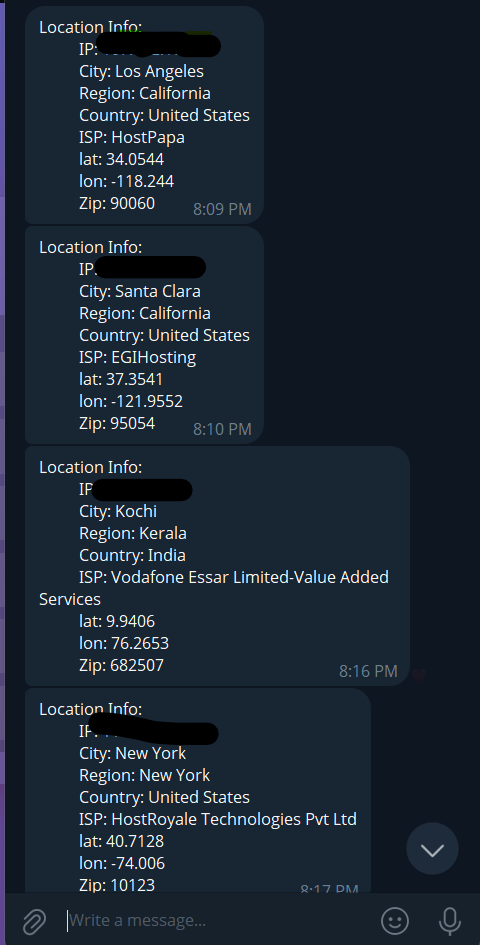 Location Info:
IP:
City: Los Angeles
Region: California
Country: United States
ISP: HostPapa
lat: 34.0544
lon: -118.244
Zip: 90060
8:09 PM
Location Info:
IP:
City: Santa Clara
Region: California
Country: United States
ISP: EGIHosting
lat: 37.3541
lon: -121.9552
Zip: 95054
8:10 PM
Location Info:
IP
City: Kochi
Region: Kerala
Country: India
ISP: Vodafone Essar Limited-Value Added
Services
lat: 9.9406
lon: 76.2653
Zip: 682507
8:16 PM
Location Info:
IP:
City: New York
Region: New York
Country: United States
ISP: HostRoyale Technologies Pvt Ltd
lat: 40.7128
lon: -74.006
Zip: 10123
8:17 PM
Write a message...